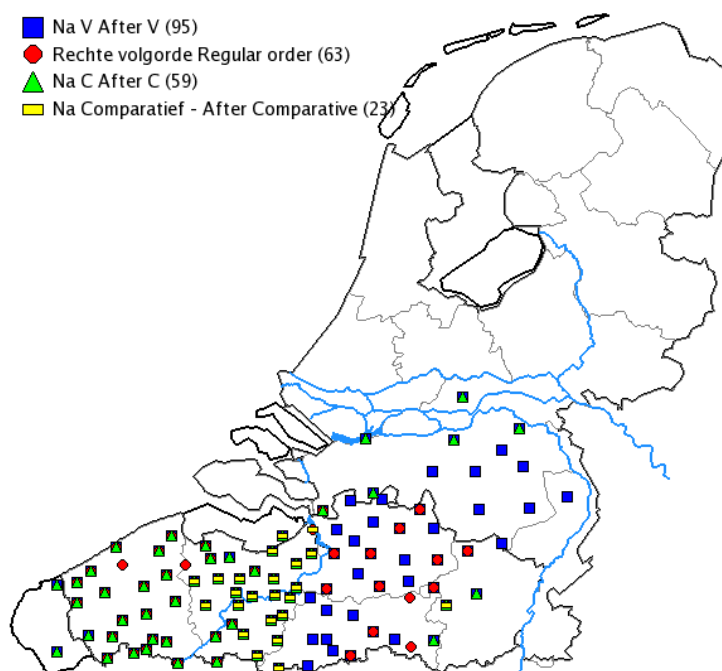 Na V After V (95)
Rechte volgorde Regular order (63)
Na C After C (59)
Na Comparatief - After Comparative (23)